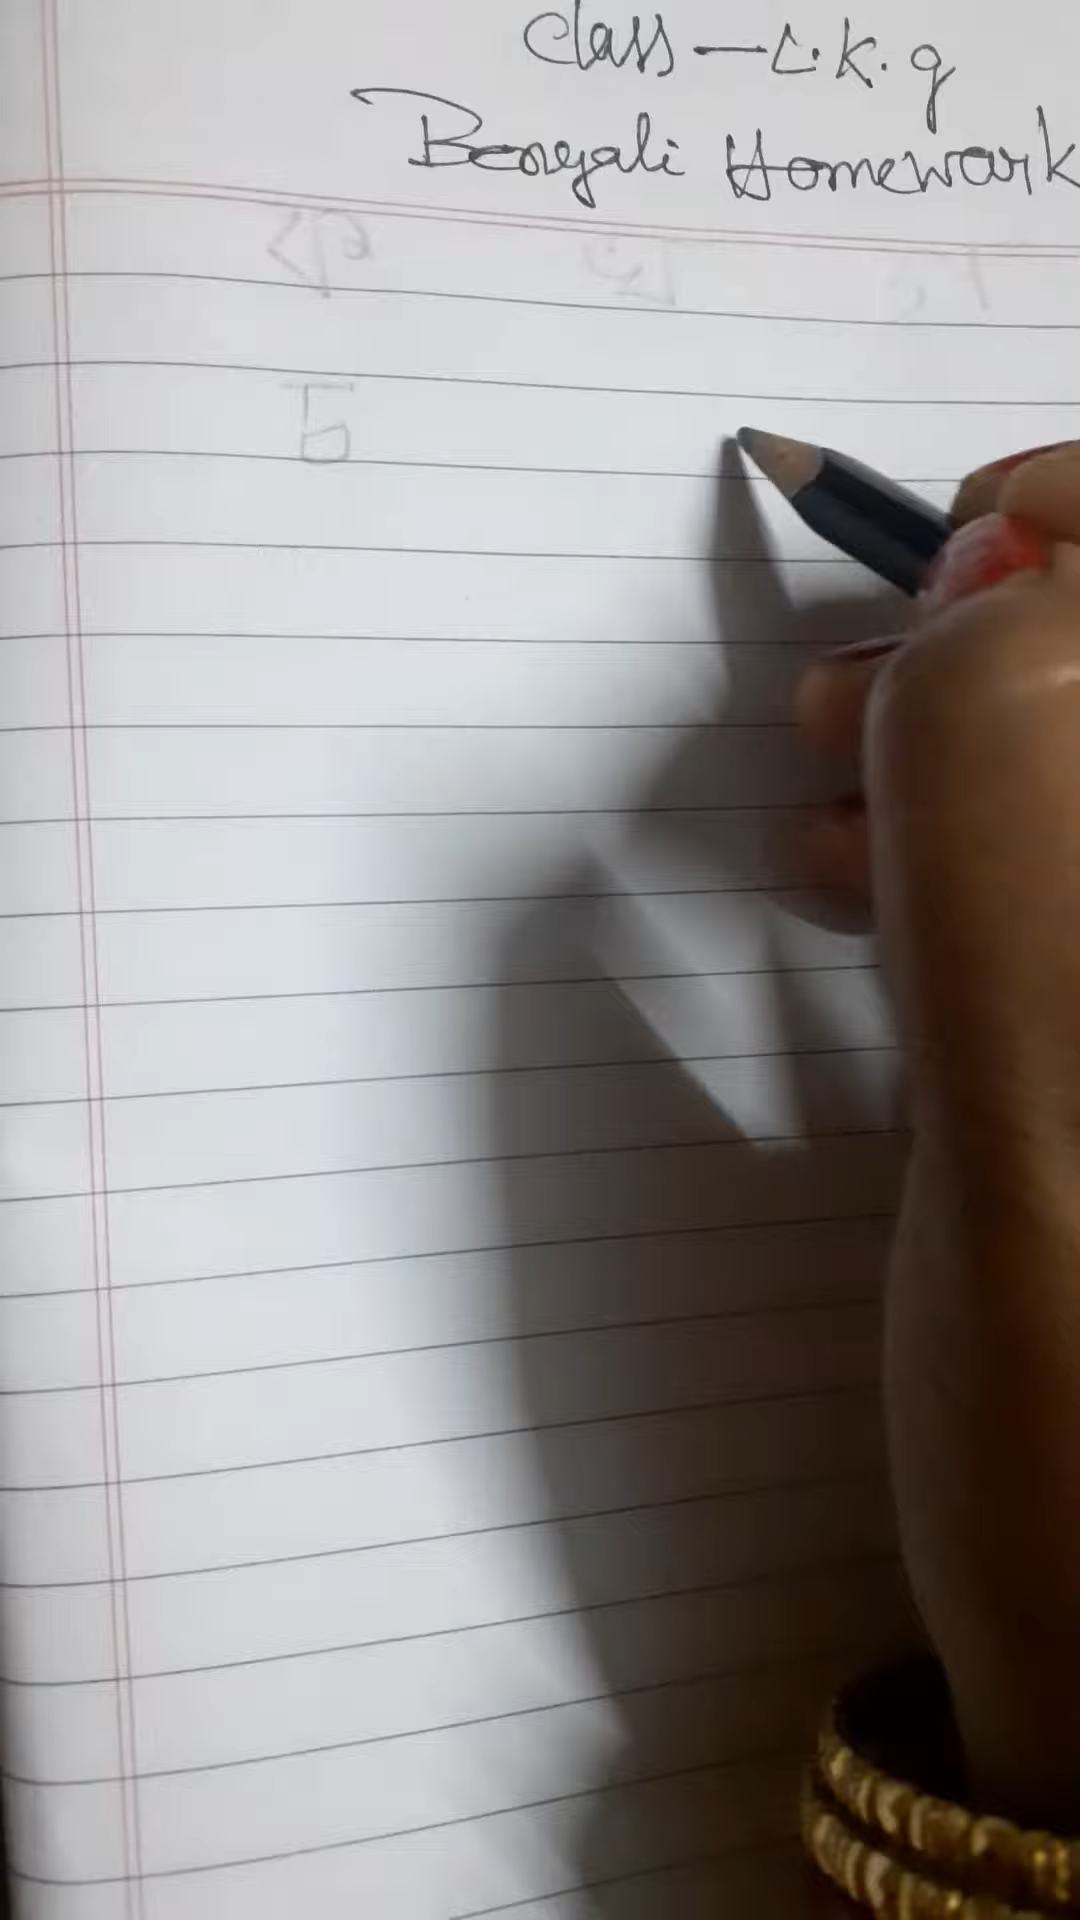 Class - L.K.g
Bengali Homework
ক খ গ
চ